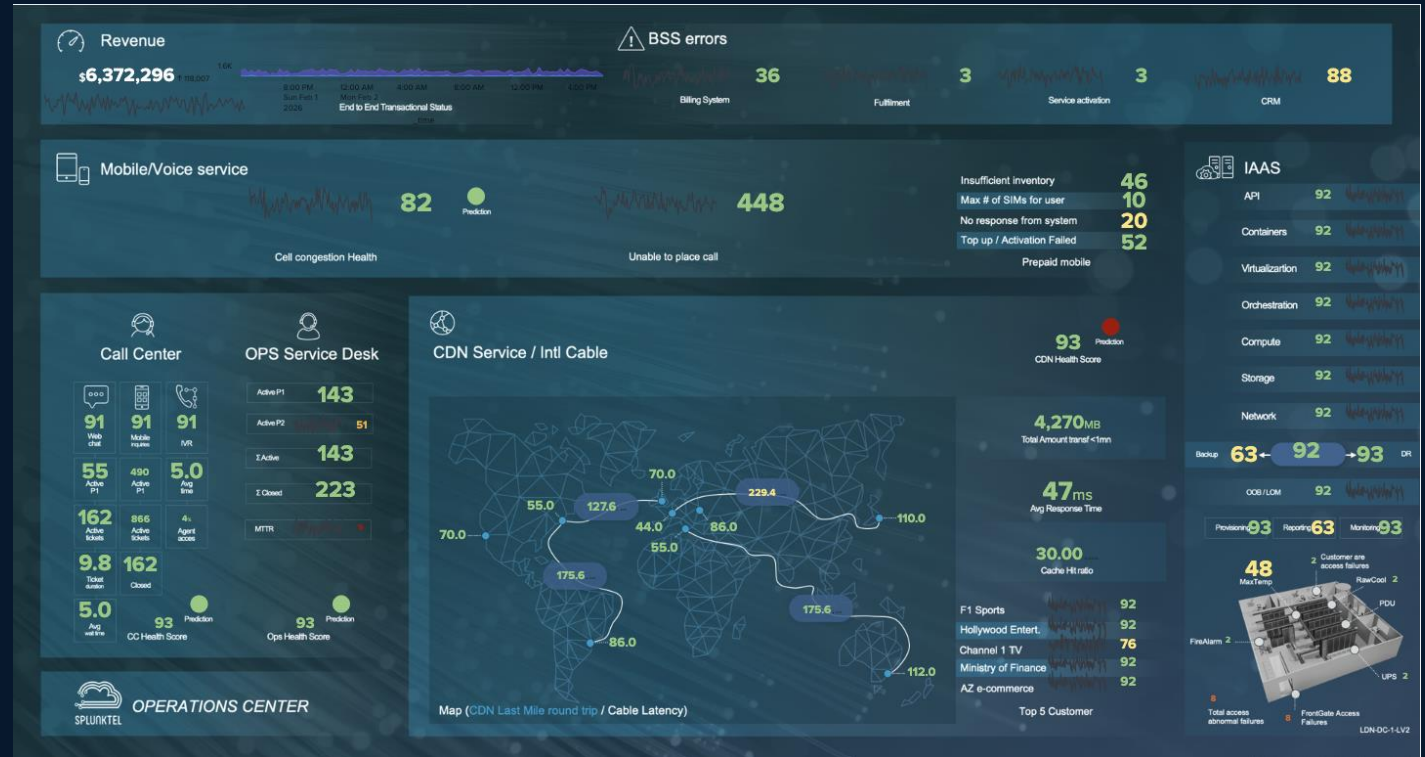 Revenue
$6,372,296
118,007
1.6K
8:00 PM
Sun Feb 1
2026
12:00 AM
Mon Feb 2
4:00 AM
8:00 AM
12:00 PM
4:00 PM
End to End Transactional Status
_time
BSS errors
36
Billing System
3
Fulfilment
3
Service activation
88
CRM
Mobile/Voice service
82
Prediction
Cell congestion Health
448
Unable to place call
Insufficient inventory 46
Max # of SIMs for user 10
No response from system 20
Top up / Activation Failed 52
Prepaid mobile
IAAS
API 92
Containers 92
Virtualizartion 92
Orchestration 92
Compute 92
Storage 92
Network 92
Backup 63 92 93 DR
OOB / LOM 92
Provisioning 93 Reporting 63 Monitoring 93
48
MaxTemp
2 Customer are
access failures
RawCool 2
PDU
FireAlarm 2
UPS 2
8
Total access
abnormal failures
8 FrontGate Access
Failures
LDN-DC-1-LV2
Call Center
91
Web
chat
91
Mobile
inquires
91
IVR
55
Active
P1
490
Active
P1
5.0
Avg
time
162
Active
tickets
866
Active
tickets
4s
Agent
acces
9.8
Ticket
duration
162
Closed
5.0
Avg
wait time
93 Prediction
CC Health Score
OPS Service Desk
Active P1 143
Active P2 51
ΣActive 143
Σ Closed 223
MTTR
93 Prediction
Ops Health Score
CDN Service / Intl Cable
93 Prediction
CDN Health Score
70.0
55.0
127.6
70.0
44.0
55.0
86.0
229.4
110.0
175.6
86.0
175.6
112.0
Map (CDN Last Mile round trip / Cable Latency)
4,270MB
Total Amount transf <1mn
47ms
Avg Response Time
30.00
Cache Hit ratio
F1 Sports 92
Hollywood Entert. 92
Channel 1 TV 76
Ministry of Finance 92
AZ e-commerce 92
Top 5 Customer
SPLUNKTEL
OPERATIONS CENTER